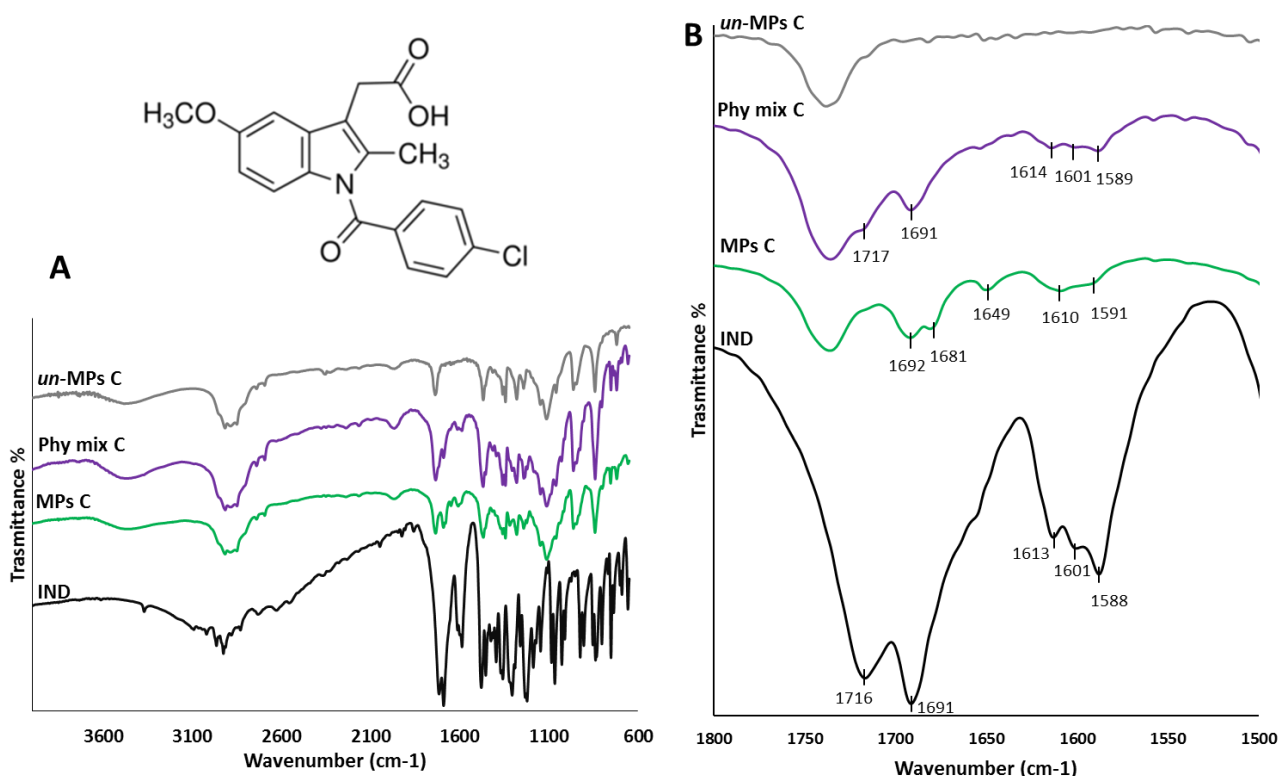 O
OH
H₃CO
CH₃
N
O
Cl
A
un-MPs C
Phy mix C
MPs C
IND
Trasmittance %
3600 3100 2600 2100 1600 1100 600
Wavenumber (cm-1)
B
un-MPs C
Phy mix C
1614 1601 1589
1717 1691
MPs C
1649 1610 1591
1692 1681
IND
1613 1601 1588
1716 1691
Trasmittance %
1800 1750 1700 1650 1600 1550 1500
Wavenumber (cm-1)